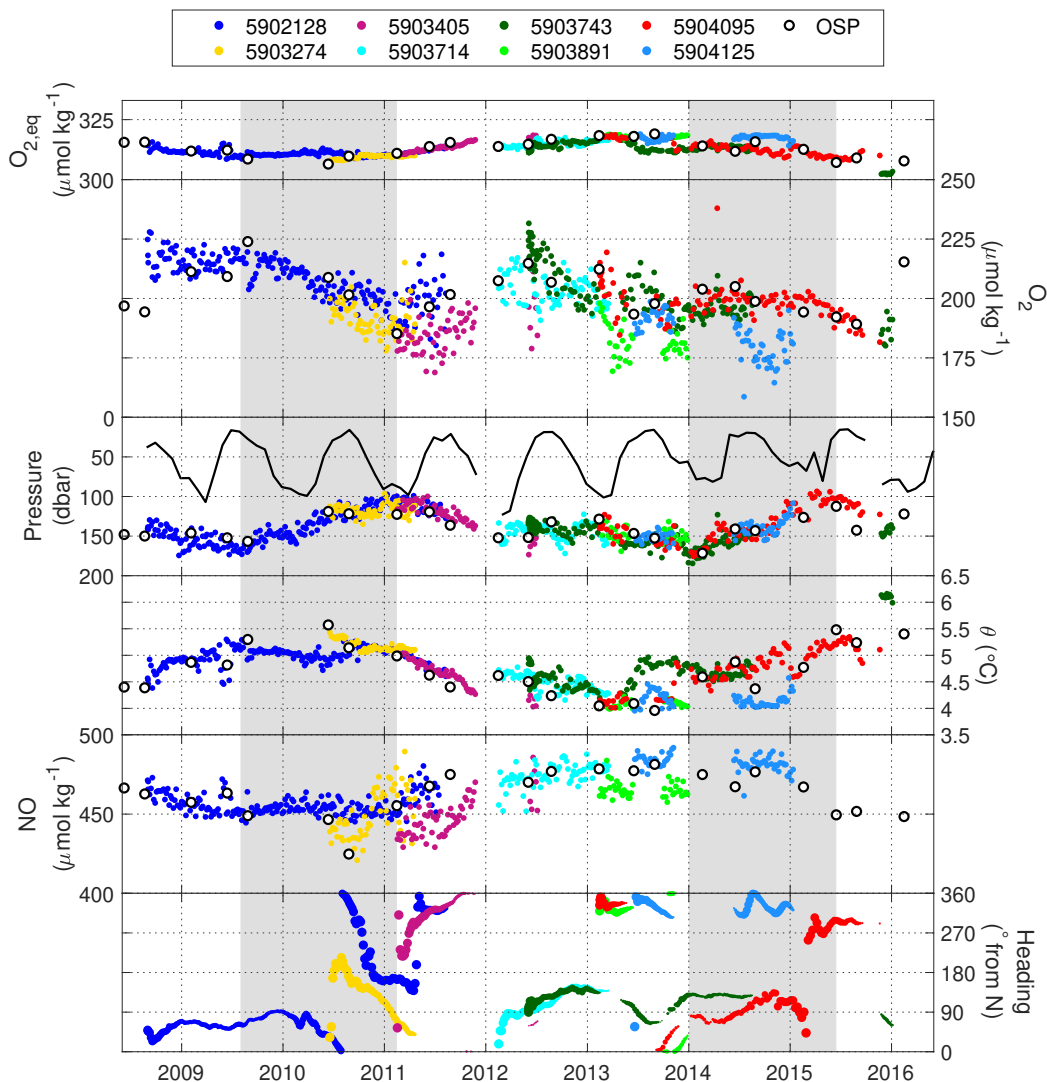 5902128 5903405 5903743 5904095 OSP
5903274 5903714 5903891 5904125
O2,eq
(μmol kg-1)
325
300
250
225
200
175
150
O2
(μmol kg-1)
Pressure
(dbar)
0
50
100
150
200
6.5
6
5.5
5
4.5
4
3.5
θ (°C)
NO
(μmol kg-1)
500
450
400
360
270
180
90
0
Heading
(° from N)
2009 2010 2011 2012 2013 2014 2015 2016